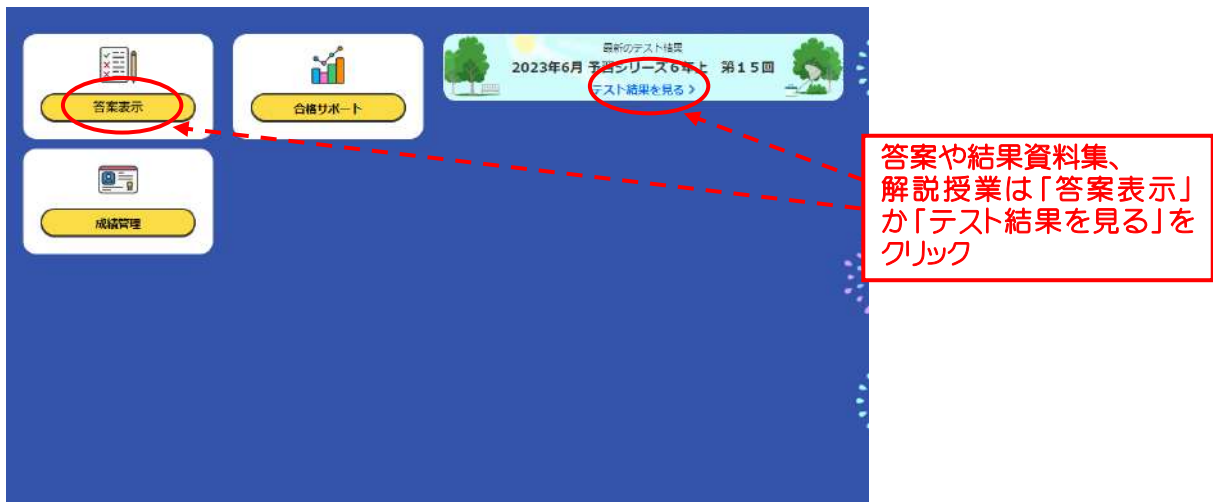 答案表示
合格サポート
成績管理
最新のテスト結果
2023年6月 予習シリーズ6年上 第15回
テスト結果を見る >
答案や結果資料集、
解説授業は「答案表示」
か「テスト結果を見る」を
クリック